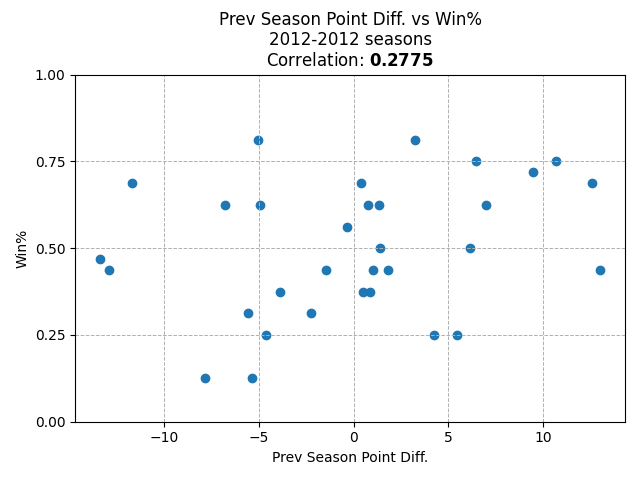 Prev Season Point Diff. vs Win%
2012-2012 seasons
Correlation: 0.2775
1.00
0.75
0.50
0.25
0.00
Win%
−10
−5
0
5
10
Prev Season Point Diff.